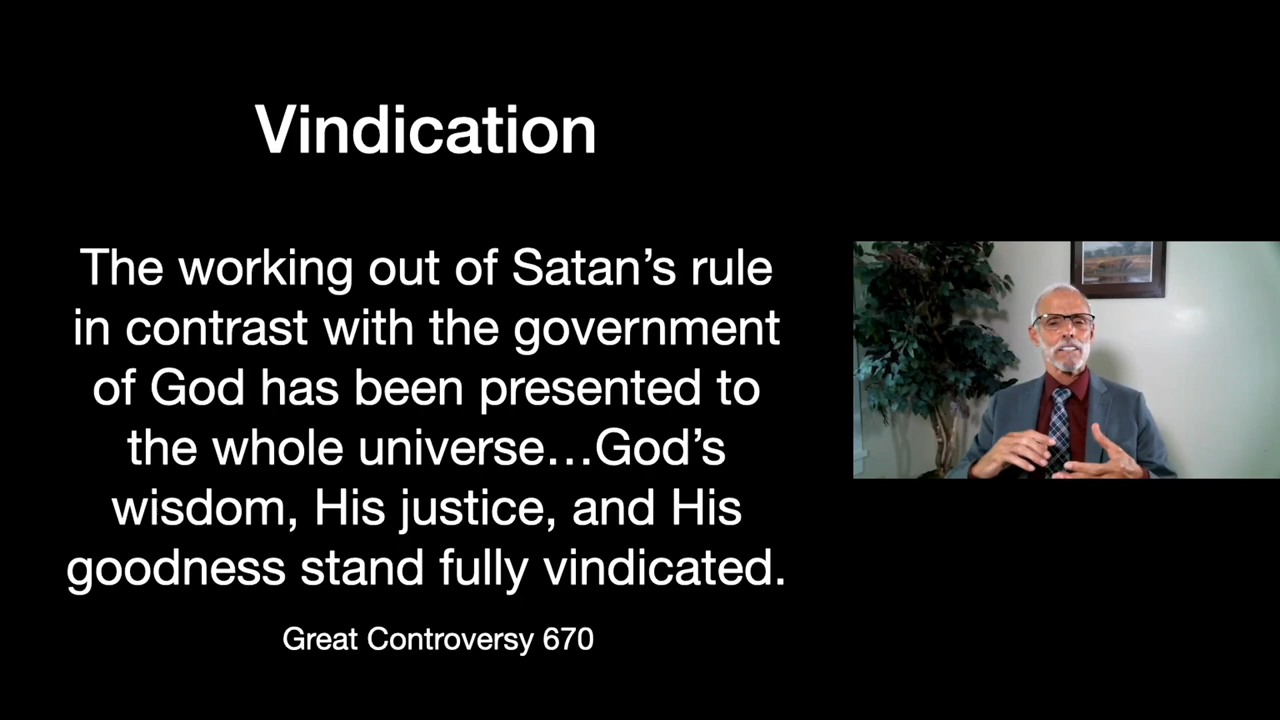 Vindication
The working out of Satan’s rule
in contrast with the government
of God has been presented to
the whole universe…God’s
wisdom, His justice, and His
goodness stand fully vindicated.
Great Controversy 670